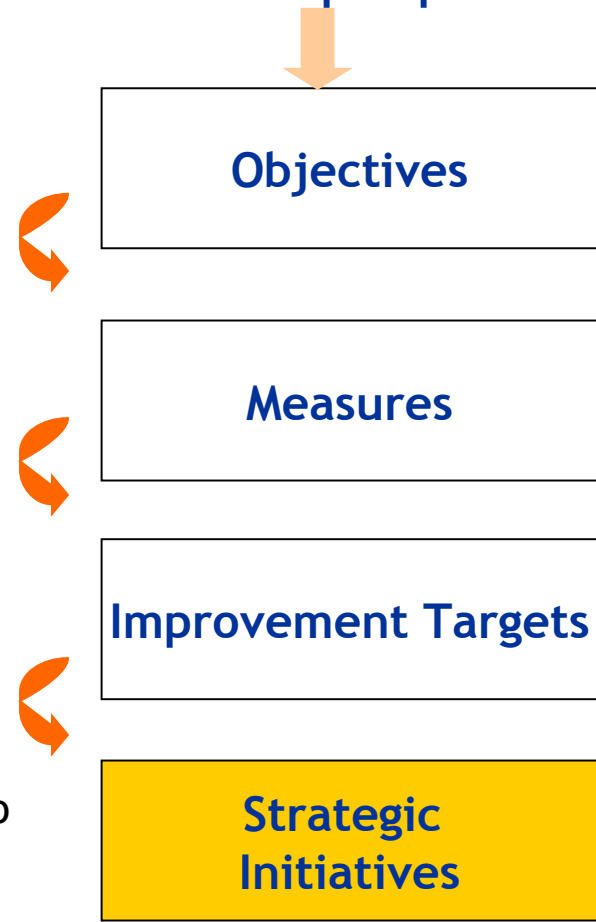 Objectives
Measures
Improvement Targets
Strategic
Initiatives